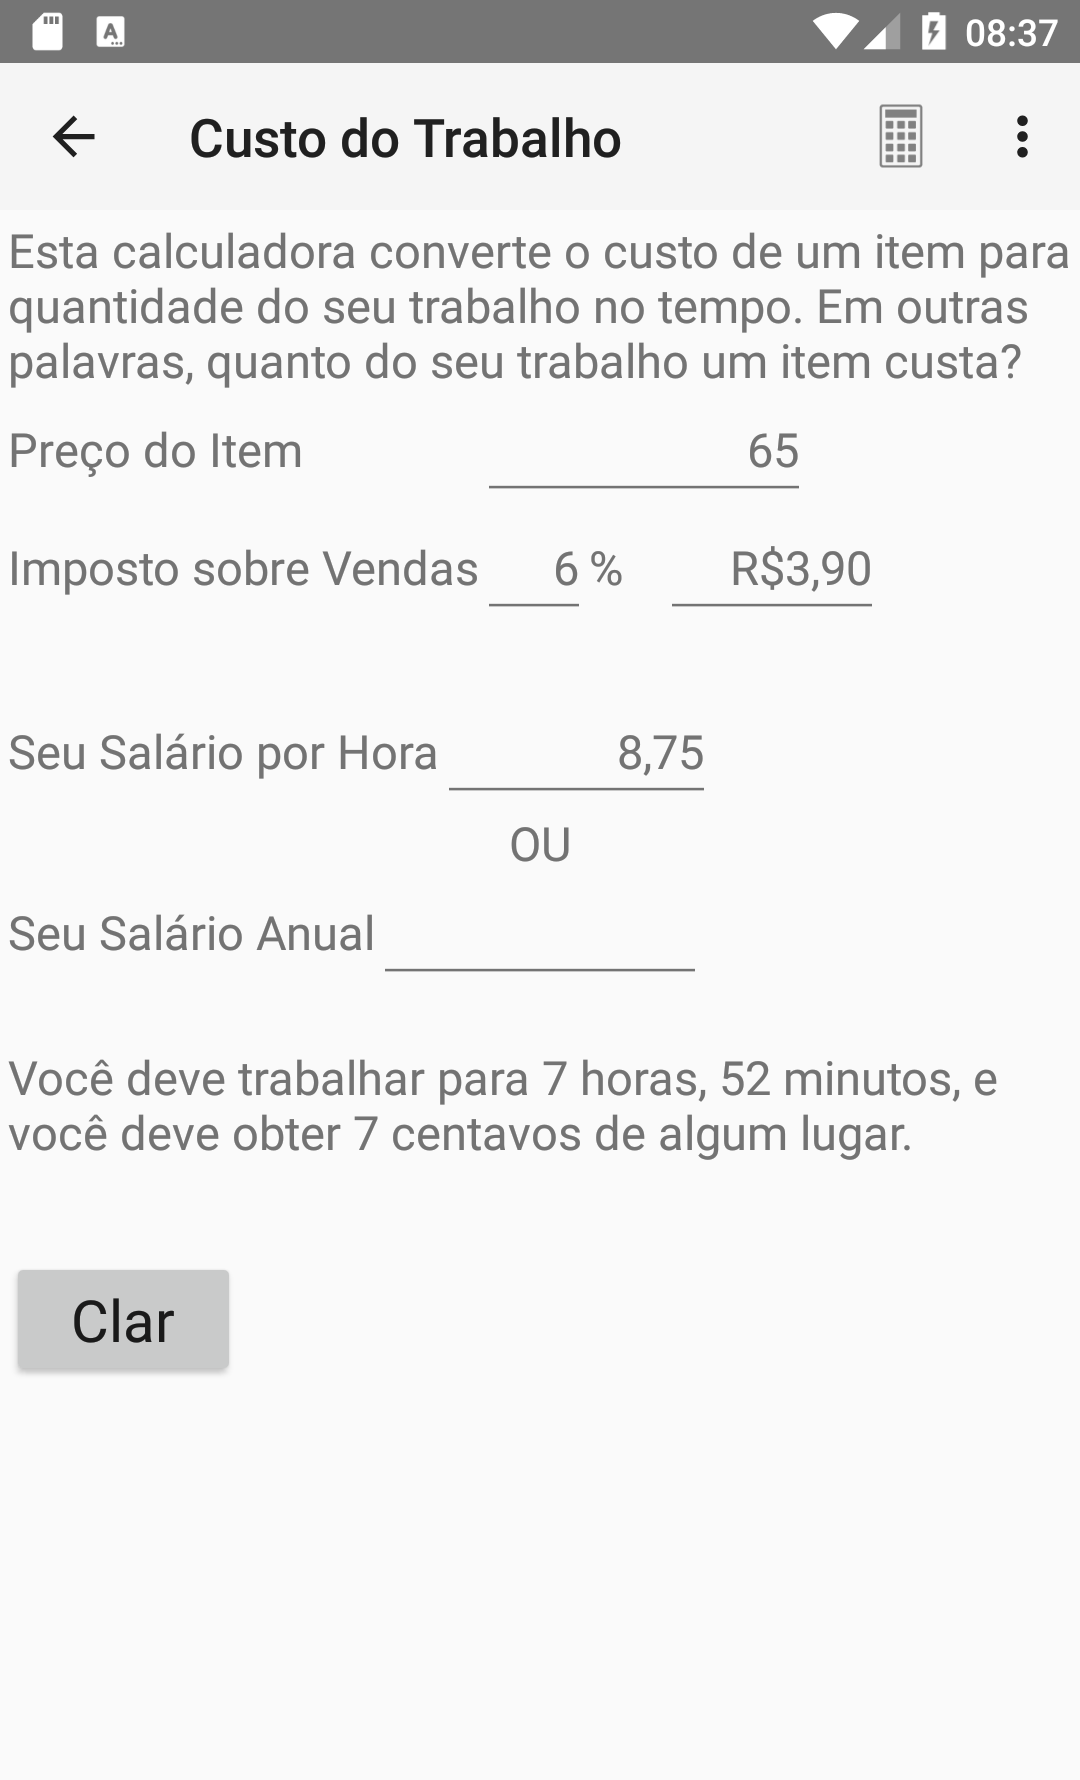 08:37
Custo do Trabalho
Esta calculadora converte o custo de um item para
quantidade do seu trabalho no tempo. Em outras
palavras, quanto do seu trabalho um item custa?
Preço do Item 65
Imposto sobre Vendas 6 % R$3,90
Seu Salário por Hora 8,75
OU
Seu Salário Anual
Você deve trabalhar para 7 horas, 52 minutos, e
você deve obter 7 centavos de algum lugar.
Clar